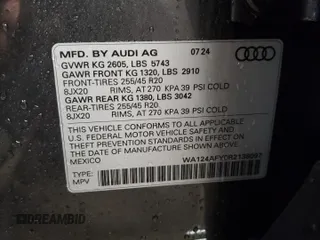 MFD. BY AUDI AG 07 24
GVWR KG 2605, LBS 5743
GAWR FRONT KG 1320, LBS 2910
FRONT-TIRES 255/45 R20
8JX20 RIMS, AT 270 KPA 39 PSI COLD
GAWR REAR KG 1380, LBS 3042
REAR-TIRES 255/45 R20
8JX20 RIMS, AT 270 KPA 39 PSI COLD
THIS VEHICLE CONFORMS TO ALL APPLICABLE
U.S. FEDERAL MOTOR VEHICLE SAFETY AND
THEFT PREVENTION STANDARDS IN EFFECT ON
THE DATE OF MANUFACTURE SHOWN ABOVE.
MEXICO
TYPE:
MPV
DREAMBID